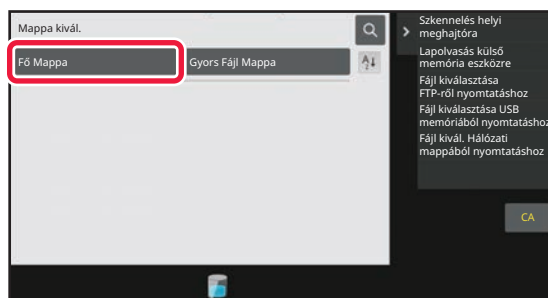 Mappa kivál.
Fő Mappa
Gyors Fájl Mappa
Szkennelés helyi
meghajtóra
Lapolvasás külső
memória eszközre
Fájl kiválasztása
FTP-ről nyomtatáshoz
Fájl kiválasztása USB
memóriából nyomtatáshoz
Fájl kivál. Hálózati
mappából nyomtatáshoz
CA